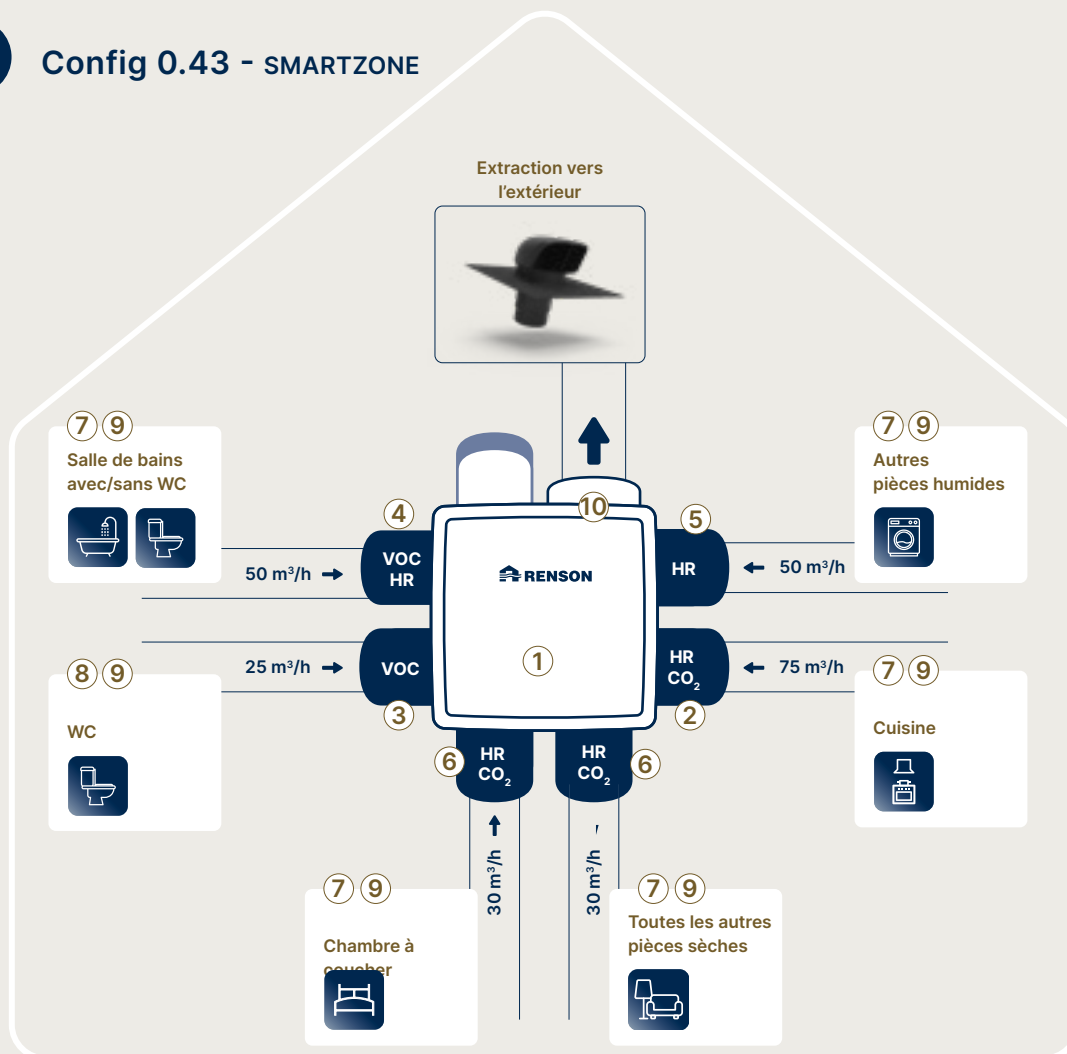 Config 0.43 - SMARTZONE
Extraction vers
l'extérieur
7 9
Salle de bains
avec/sans WC
7 9
Autres
pièces humides
4
10
5
VOC
HR
50 m³/h
RENSON
HR
50 m³/h
8 9
WC
25 m³/h
VOC
3
1
HR
CO₂
2
75 m³/h
7 9
Cuisine
6
HR
CO₂
HR
CO₂
6
30 m³/h
30 m³/h
7 9
Chambre à
coucher
7 9
Toutes les autres
pièces sèches